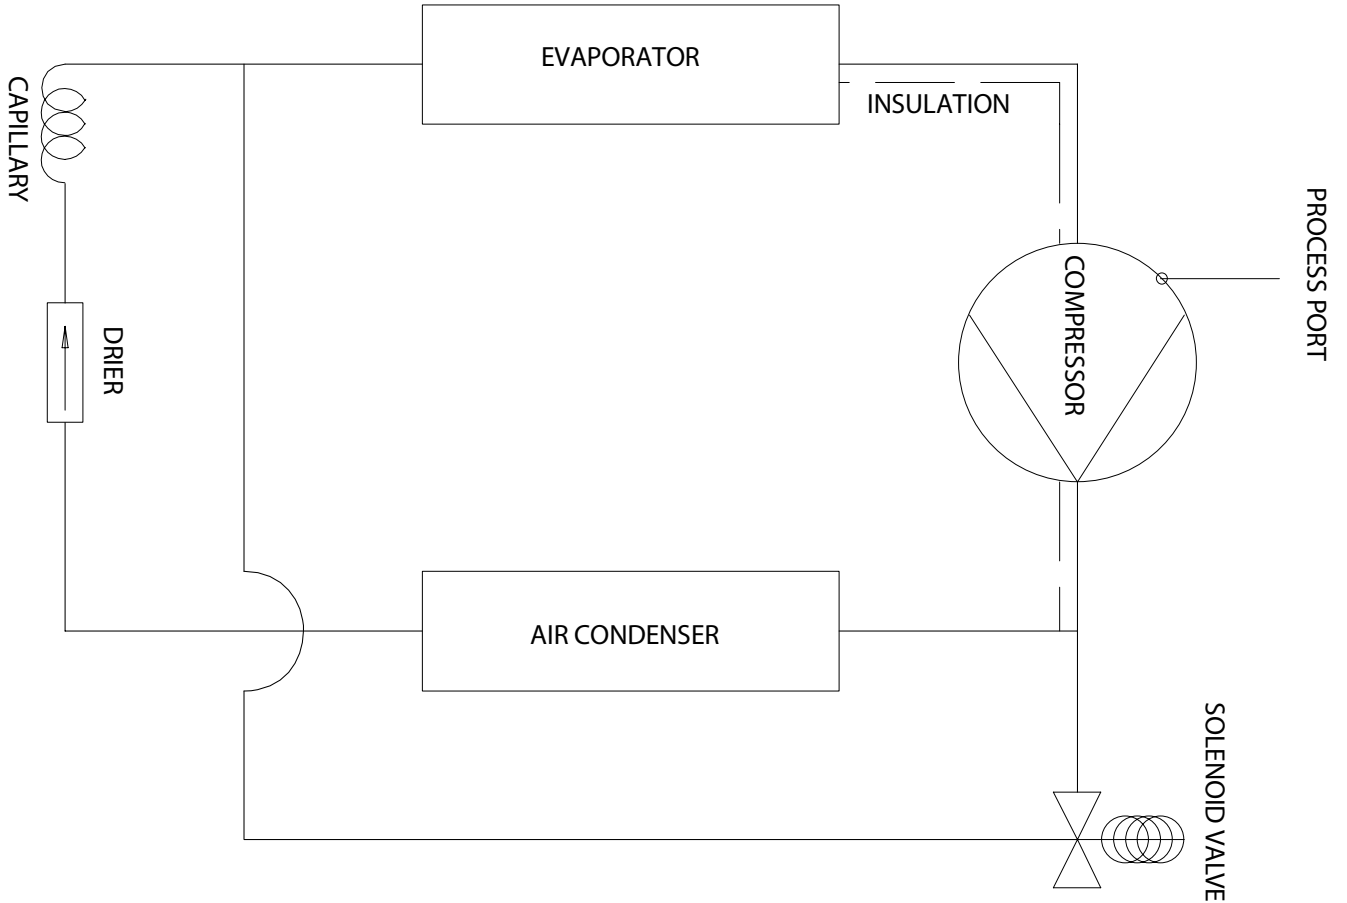 EVAPORATOR
INSULATION
CAPILLARY
PROCESS PORT
COMPRESSOR
DRIER
AIR CONDENSER
SOLENOID VALVE